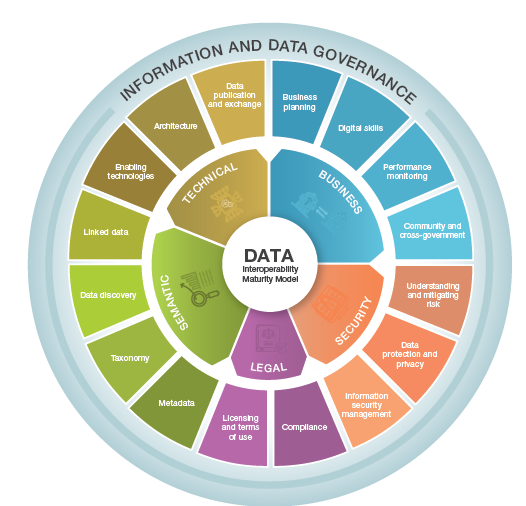 INFORMATION AND DATA GOVERNANCE
Data
publication
and exchange
Business
planning
Architecture
Digital skills
Enabling
technologies
Performance
monitoring
TECHNICAL
BUSINESS
Linked data
Community and
cross-government
DATA
Interoperability
Maturity Model
Data discovery
SEMANTIC
SECURITY
Understanding
and mitigating
risk
Taxonomy
LEGAL
Data
protection and
privacy
Metadata
Information
security
management
Licensing
and terms
of use
Compliance